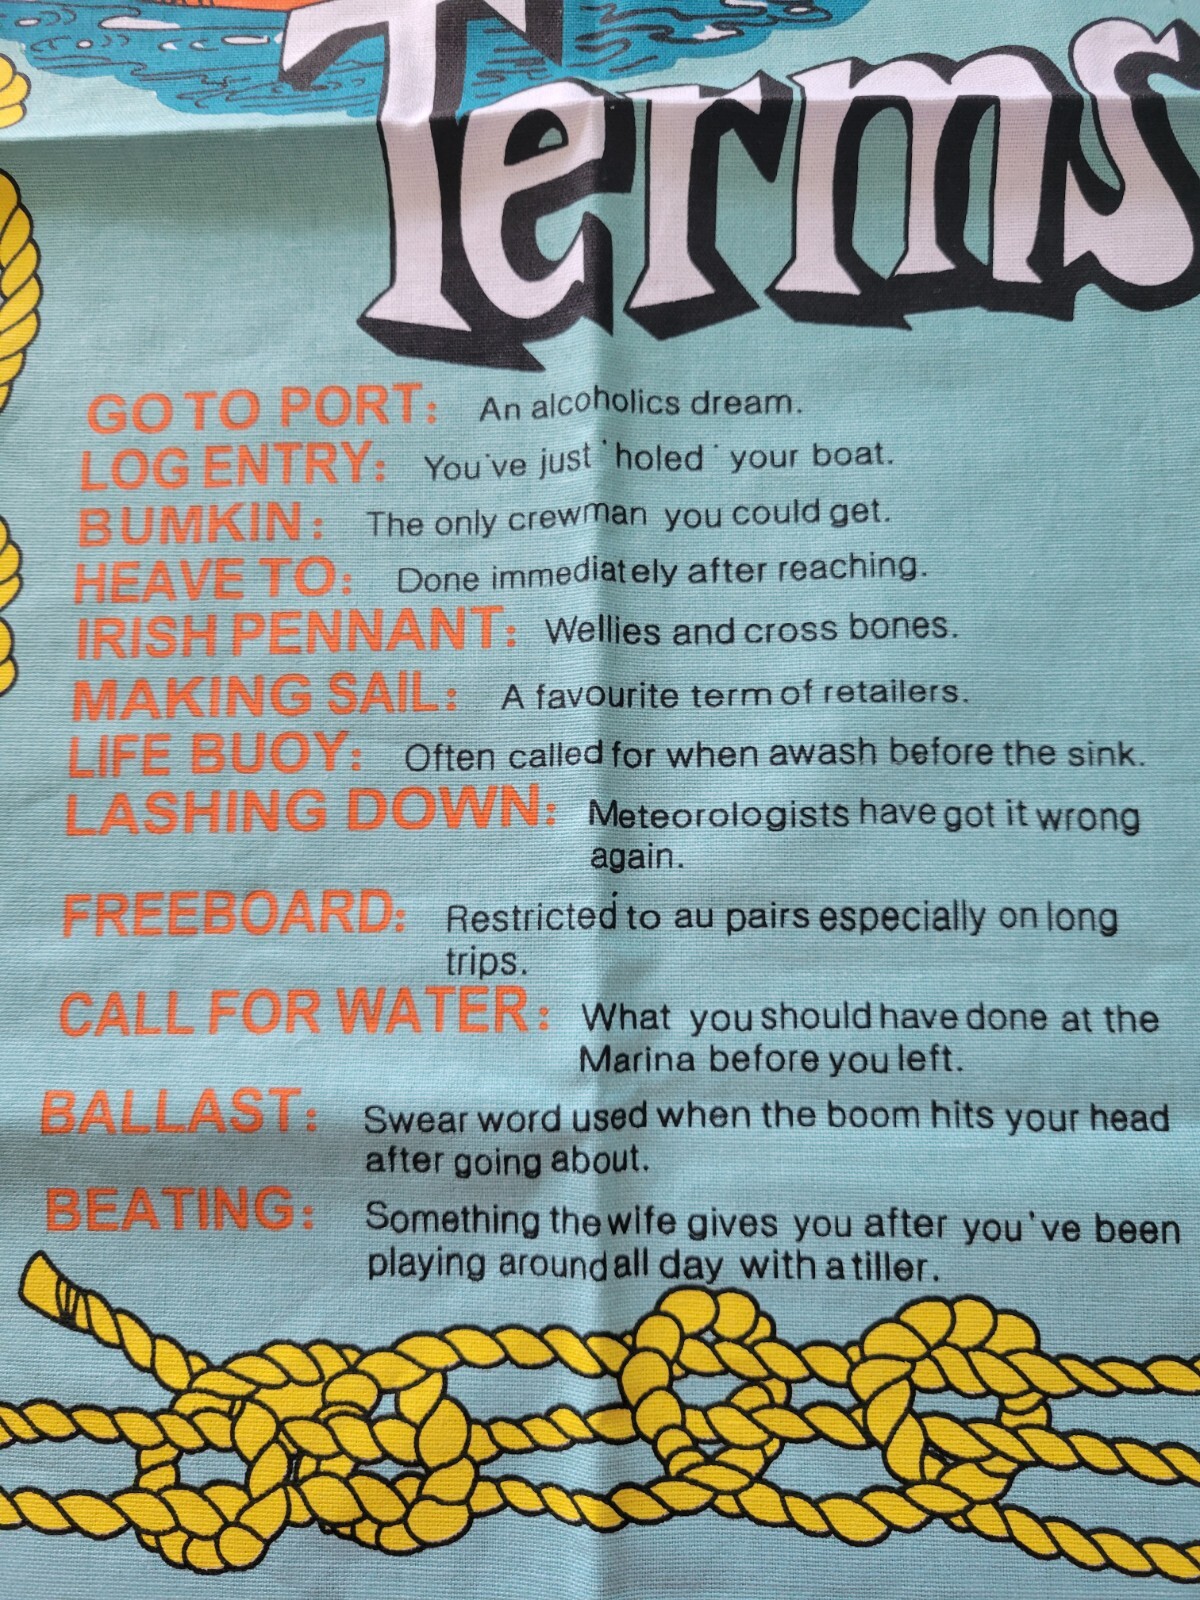 Terms
GO TO PORT: An alcoholics dream.
LOG ENTRY: You've just 'holed' your boat.
BUMKIN: The only crewman you could get.
HEAVE TO: Done immediately after reaching.
IRISH PENNANT: Wellies and cross bones.
MAKING SAIL: A favourite term of retailers.
LIFE BUOY: Often called for when awash before the sink.
LASHING DOWN: Meteorologists have got it wrong
again.
FREEBOARD: Restricted to au pairs especially on long
trips.
CALL FOR WATER: What you should have done at the
Marina before you left.
BALLAST: Swear word used when the boom hits your head
after going about.
BEATING: Something the wife gives you after you've been
playing around all day with a tiller.